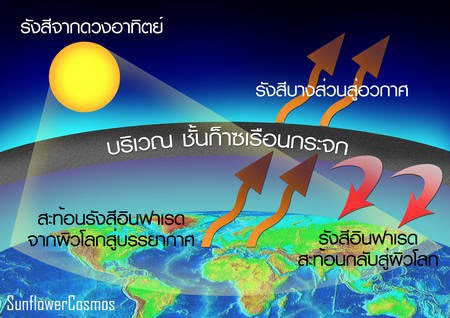 รังสีจากดวงอาทิตย์
รังสีบางส่วนสู่อวกาศ
บริเวณ ชั้นก๊าซเรือนกระจก
สะท้อนรังสีอินฟาเรด
จากผิวโลกสู่บรรยากาศ
รังสีอินฟาเรด
สะท้อนกลับสู่ผิวโลก
SunflowerCosmos